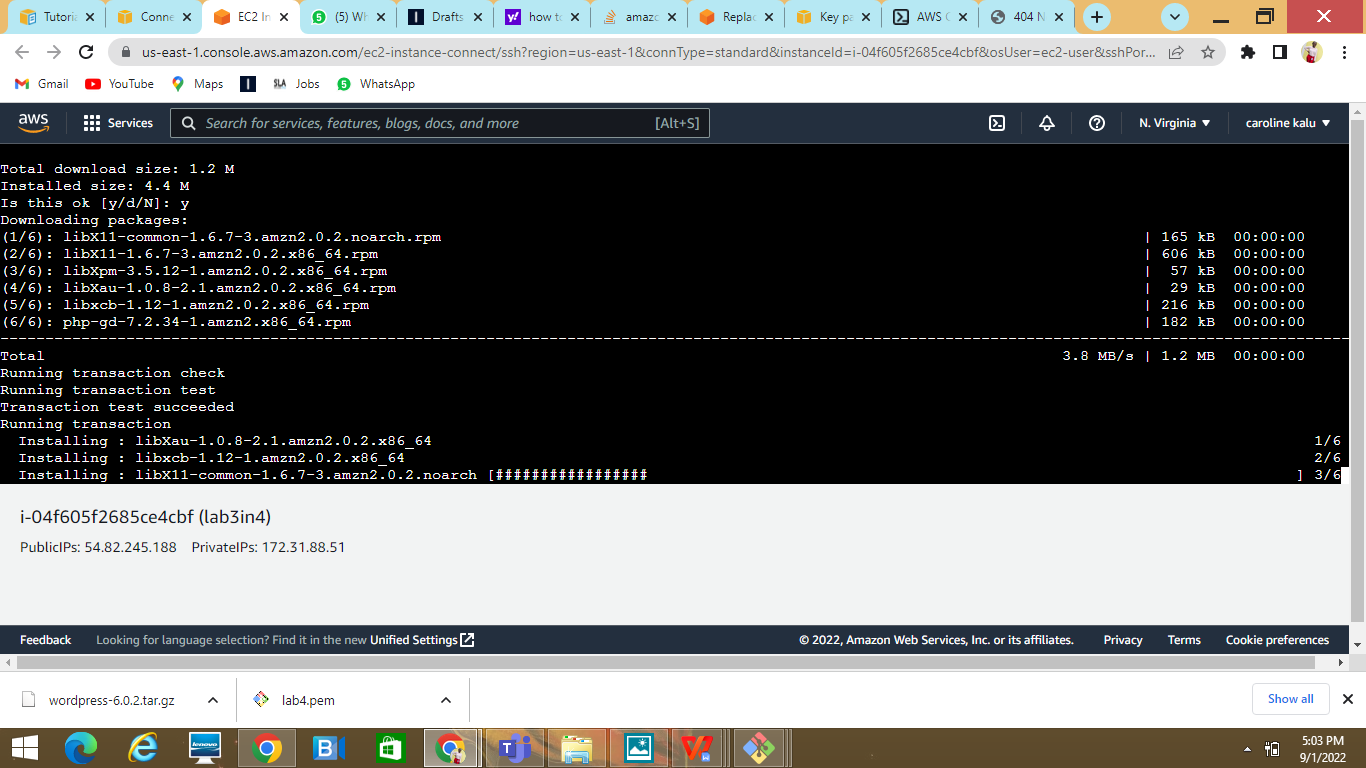 Tutoria
Conne
EC2 In
(5) Wh
Drafts
how to
amazo
Replac
Key pa
AWS C
404 N
us-east-1.console.aws.amazon.com/ec2-instance-connect/ssh?region=us-east-1&connType=standard&instanceId=i-04f605f2685ce4cbf&osUser=ec2-user&sshPor...
Gmail YouTube Maps SLA Jobs WhatsApp
aws Services Search for services, features, blogs, docs, and more [Alt+S] N. Virginia caroline kalu
Total download size: 1.2 M
Installed size: 4.4 M
Is this ok [y/d/N]: y
Downloading packages:
(1/6): libX11-common-1.6.7-3.amzn2.0.2.noarch.rpm | 165 kB 00:00:00
(2/6): libX11-1.6.7-3.amzn2.0.2.x86_64.rpm | 606 kB 00:00:00
(3/6): libXpm-3.5.12-1.amzn2.0.2.x86_64.rpm | 57 kB 00:00:00
(4/6): libXau-1.0.8-2.1.amzn2.0.2.x86_64.rpm | 29 kB 00:00:00
(5/6): libxcb-1.12-1.amzn2.0.2.x86_64.rpm | 216 kB 00:00:00
(6/6): php-gd-7.2.34-1.amzn2.x86_64.rpm | 182 kB 00:00:00
--------------------------------------------------------------------------------
Total 3.8 MB/s | 1.2 MB 00:00:00
Running transaction check
Running transaction test
Transaction test succeeded
Running transaction
Installing : libXau-1.0.8-2.1.amzn2.0.2.x86_64 1/6
Installing : libxcb-1.12-1.amzn2.0.2.x86_64 2/6
Installing : libX11-common-1.6.7-3.amzn2.0.2.noarch [################# ] 3/6
i-04f605f2685ce4cbf (lab3in4)
PublicIPs: 54.82.245.188 PrivateIPs: 172.31.88.51
Feedback Looking for language selection? Find it in the new Unified Settings © 2022, Amazon Web Services, Inc. or its affiliates. Privacy Terms Cookie preferences
wordpress-6.0.2.tar.gz lab4.pem Show all
lenovo
5:03 PM
9/1/2022